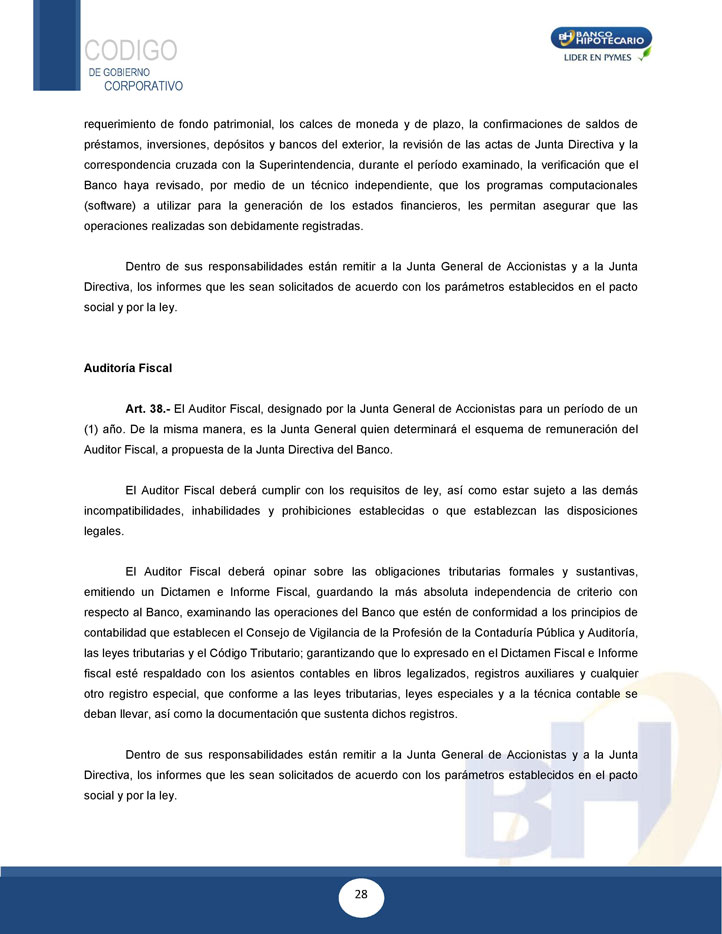 CODIGO
DE GOBIERNO
CORPORATIVO
BH BANCO
HIPOTECARIO
LIDER EN PYMES
requerimiento de fondo patrimonial, los calces de moneda y de plazo, la confirmaciones de saldos de
préstamos, inversiones, depósitos y bancos del exterior, la revisión de las actas de Junta Directiva y la
correspondencia cruzada con la Superintendencia, durante el período examinado, la verificación que el
Banco haya revisado, por medio de un técnico independiente, que los programas computacionales
(software) a utilizar para la generación de los estados financieros, les permitan asegurar que las
operaciones realizadas son debidamente registradas.
Dentro de sus responsabilidades están remitir a la Junta General de Accionistas y a la Junta
Directiva, los informes que les sean solicitados de acuerdo con los parámetros establecidos en el pacto
social y por la ley.
Auditoría Fiscal
Art. 38.- El Auditor Fiscal, designado por la Junta General de Accionistas para un período de un
(1) año. De la misma manera, es la Junta General quien determinará el esquema de remuneración del
Auditor Fiscal, a propuesta de la Junta Directiva del Banco.
El Auditor Fiscal deberá cumplir con los requisitos de ley, así como estar sujeto a las demás
incompatibilidades, inhabilidades y prohibiciones establecidas o que establezcan las disposiciones
legales.
El Auditor Fiscal deberá opinar sobre las obligaciones tributarias formales y sustantivas,
emitiendo un Dictamen e Informe Fiscal, guardando la más absoluta independencia de criterio con
respecto al Banco, examinando las operaciones del Banco que estén de conformidad a los principios de
contabilidad que establecen el Consejo de Vigilancia de la Profesión de la Contaduría Pública y Auditoría,
las leyes tributarias y el Código Tributario; garantizando que lo expresado en el Dictamen Fiscal e Informe
fiscal esté respaldado con los asientos contables en libros legalizados, registros auxiliares y cualquier
otro registro especial, que conforme a las leyes tributarias, leyes especiales y a la técnica contable se
deban llevar, así como la documentación que sustenta dichos registros.
Dentro de sus responsabilidades están remitir a la Junta General de Accionistas y a la Junta
Directiva, los informes que les sean solicitados de acuerdo con los parámetros establecidos en el pacto
social y por la ley.
BH
28